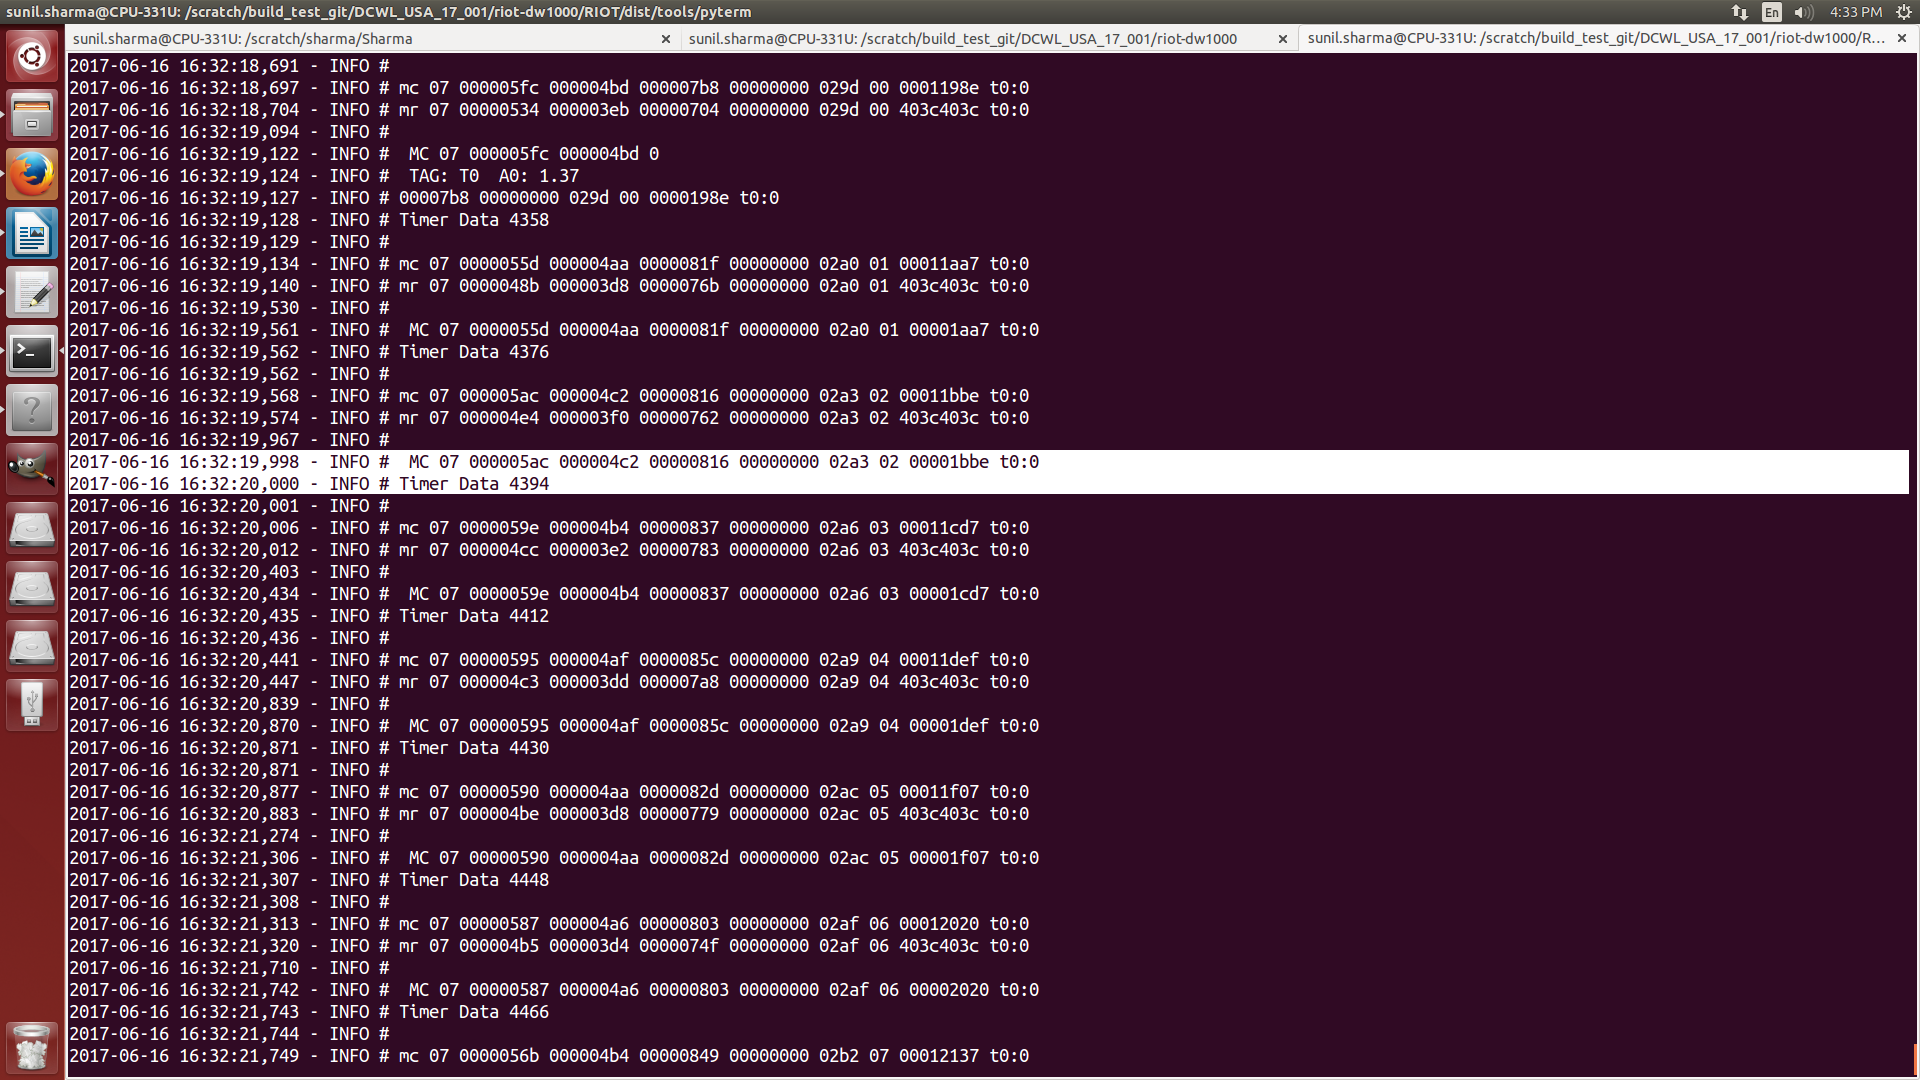 sunil.sharma@CPU-331U: /scratch/build_test_git/DCWL_USA_17_001/riot-dw1000/RIOT/dist/tools/pyterm
En
4:33 PM
sunil.sharma@CPU-331U: /scratch/sharma/Sharma
sunil.sharma@CPU-331U: /scratch/build_test_git/DCWL_USA_17_001/riot-dw1000
sunil.sharma@CPU-331U: /scratch/build_test_git/DCWL_USA_17_001/riot-dw1000/R...
2017-06-16 16:32:18,691 - INFO #
2017-06-16 16:32:18,697 - INFO # mc 07 000005fc 000004bd 000007b8 00000000 029d 00 0001198e t0:0
2017-06-16 16:32:18,704 - INFO # mr 07 00000534 000003eb 00000704 00000000 029d 00 403c403c t0:0
2017-06-16 16:32:19,094 - INFO #
2017-06-16 16:32:19,122 - INFO #  MC 07 000005fc 000004bd 0
2017-06-16 16:32:19,124 - INFO #  TAG: T0  A0: 1.37
2017-06-16 16:32:19,127 - INFO # 00007b8 00000000 029d 00 0000198e t0:0
2017-06-16 16:32:19,128 - INFO # Timer Data 4358
2017-06-16 16:32:19,129 - INFO #
2017-06-16 16:32:19,134 - INFO # mc 07 0000055d 000004aa 0000081f 00000000 02a0 01 00011aa7 t0:0
2017-06-16 16:32:19,140 - INFO # mr 07 0000048b 000003d8 0000076b 00000000 02a0 01 403c403c t0:0
2017-06-16 16:32:19,530 - INFO #
2017-06-16 16:32:19,561 - INFO #  MC 07 0000055d 000004aa 0000081f 00000000 02a0 01 00001aa7 t0:0
2017-06-16 16:32:19,562 - INFO # Timer Data 4376
2017-06-16 16:32:19,562 - INFO #
2017-06-16 16:32:19,568 - INFO # mc 07 000005ac 000004c2 00000816 00000000 02a3 02 00011bbe t0:0
2017-06-16 16:32:19,574 - INFO # mr 07 000004e4 000003f0 00000762 00000000 02a3 02 403c403c t0:0
2017-06-16 16:32:19,967 - INFO #
2017-06-16 16:32:19,998 - INFO #  MC 07 000005ac 000004c2 00000816 00000000 02a3 02 00001bbe t0:0
2017-06-16 16:32:20,000 - INFO # Timer Data 4394
2017-06-16 16:32:20,001 - INFO #
2017-06-16 16:32:20,006 - INFO # mc 07 0000059e 000004b4 00000837 00000000 02a6 03 00011cd7 t0:0
2017-06-16 16:32:20,012 - INFO # mr 07 000004cc 000003e2 00000783 00000000 02a6 03 403c403c t0:0
2017-06-16 16:32:20,403 - INFO #
2017-06-16 16:32:20,434 - INFO #  MC 07 0000059e 000004b4 00000837 00000000 02a6 03 00001cd7 t0:0
2017-06-16 16:32:20,435 - INFO # Timer Data 4412
2017-06-16 16:32:20,436 - INFO #
2017-06-16 16:32:20,441 - INFO # mc 07 00000595 000004af 0000085c 00000000 02a9 04 00011def t0:0
2017-06-16 16:32:20,447 - INFO # mr 07 000004c3 000003dd 000007a8 00000000 02a9 04 403c403c t0:0
2017-06-16 16:32:20,839 - INFO #
2017-06-16 16:32:20,870 - INFO #  MC 07 00000595 000004af 0000085c 00000000 02a9 04 00001def t0:0
2017-06-16 16:32:20,871 - INFO # Timer Data 4430
2017-06-16 16:32:20,871 - INFO #
2017-06-16 16:32:20,877 - INFO # mc 07 00000590 000004aa 0000082d 00000000 02ac 05 00011f07 t0:0
2017-06-16 16:32:20,883 - INFO # mr 07 000004be 000003d8 00000779 00000000 02ac 05 403c403c t0:0
2017-06-16 16:32:21,274 - INFO #
2017-06-16 16:32:21,306 - INFO #  MC 07 00000590 000004aa 0000082d 00000000 02ac 05 00001f07 t0:0
2017-06-16 16:32:21,307 - INFO # Timer Data 4448
2017-06-16 16:32:21,308 - INFO #
2017-06-16 16:32:21,313 - INFO # mc 07 00000587 000004a6 00000803 00000000 02af 06 00012020 t0:0
2017-06-16 16:32:21,320 - INFO # mr 07 000004b5 000003d4 0000074f 00000000 02af 06 403c403c t0:0
2017-06-16 16:32:21,710 - INFO #
2017-06-16 16:32:21,742 - INFO #  MC 07 00000587 000004a6 00000803 00000000 02af 06 00002020 t0:0
2017-06-16 16:32:21,743 - INFO # Timer Data 4466
2017-06-16 16:32:21,744 - INFO #
2017-06-16 16:32:21,749 - INFO # mc 07 0000056b 000004b4 00000849 00000000 02b2 07 00012137 t0:0